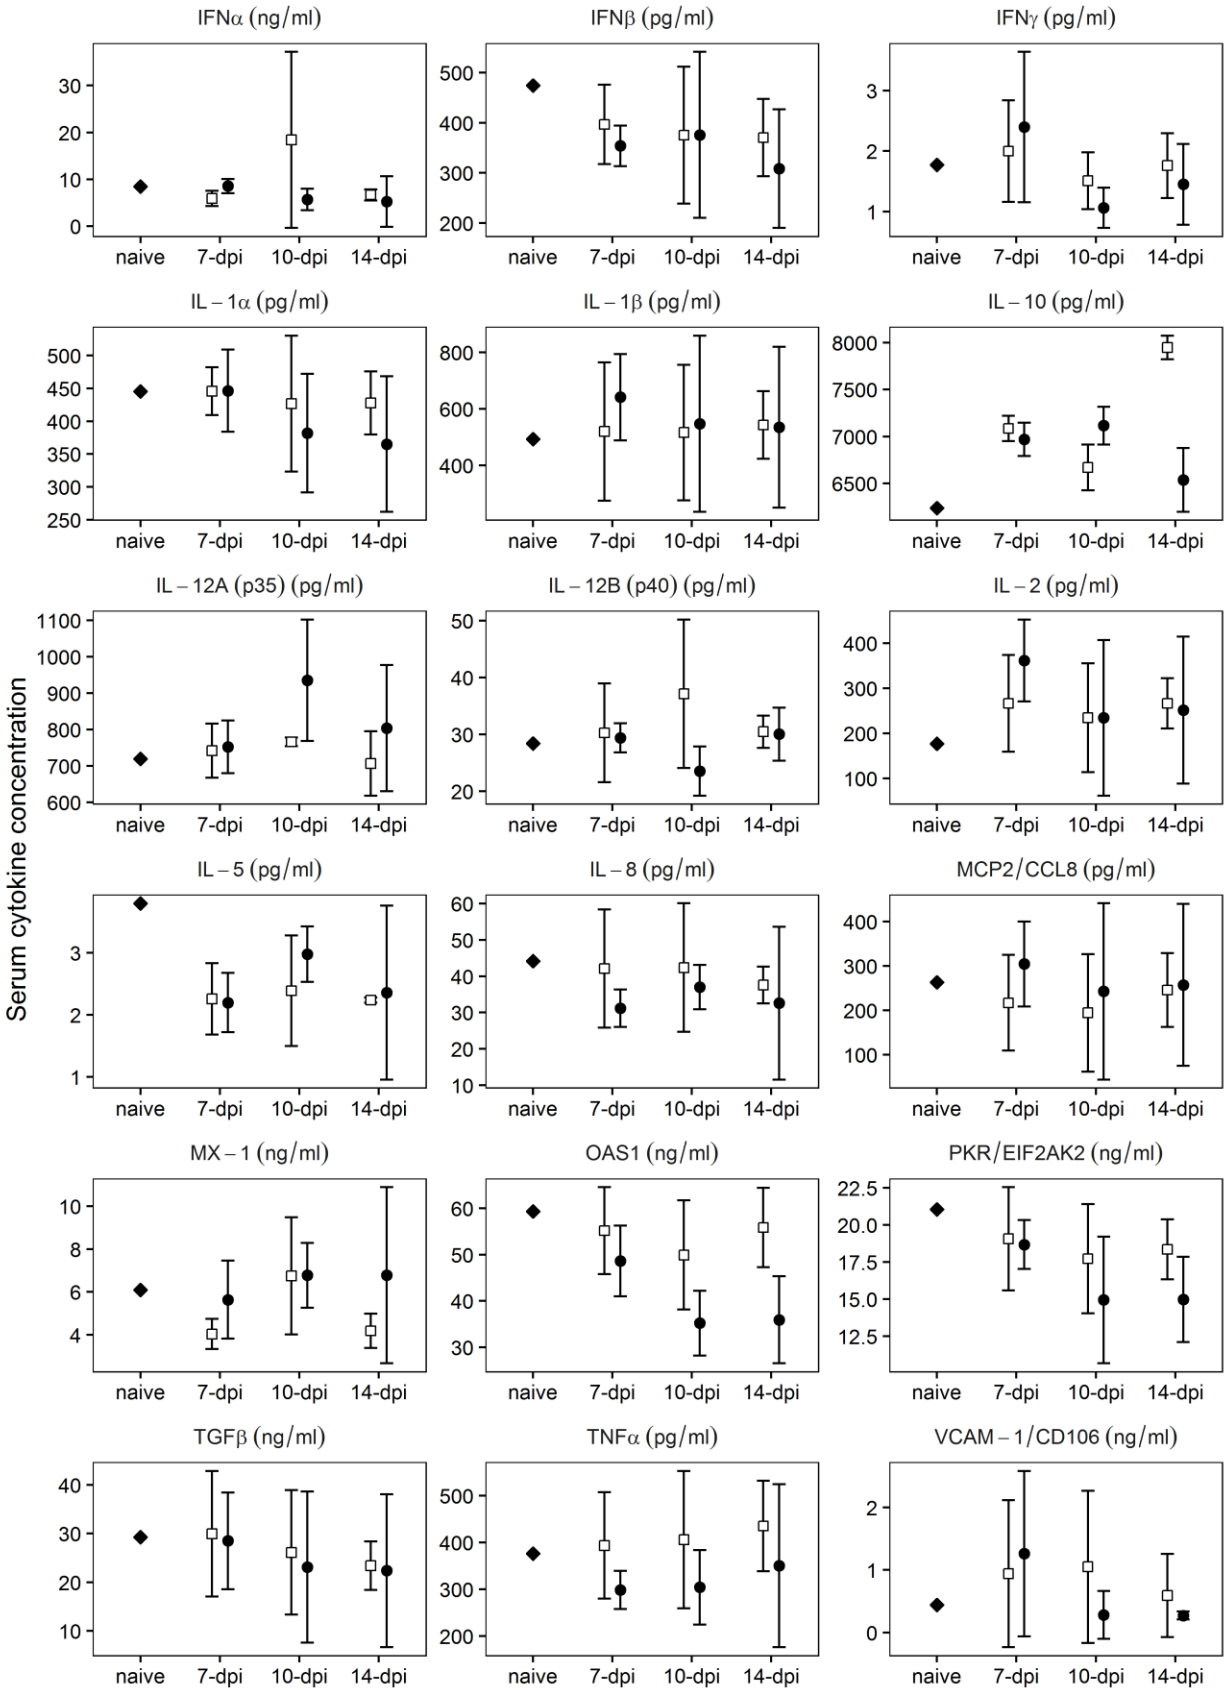 IFNα (ng/ml) IFNβ (pg/ml) IFNγ (pg/ml)
30 500 3
20 400 2
10 300 1
0 200
naive 7-dpi 10-dpi 14-dpi naive 7-dpi 10-dpi 14-dpi naive 7-dpi 10-dpi 14-dpi
IL – 1α (pg/ml) IL – 1β (pg/ml) IL – 10 (pg/ml)
500 800 8000
450 600 7500
400 400 7000
350 6500
300
250
naive 7-dpi 10-dpi 14-dpi naive 7-dpi 10-dpi 14-dpi naive 7-dpi 10-dpi 14-dpi
IL – 12A (p35) (pg/ml) IL – 12B (p40) (pg/ml) IL – 2 (pg/ml)
1100 50 400
1000 40 300
900 30 200
800 20 100
700
600
naive 7-dpi 10-dpi 14-dpi naive 7-dpi 10-dpi 14-dpi naive 7-dpi 10-dpi 14-dpi
Serum cytokine concentration
IL – 5 (pg/ml) IL – 8 (pg/ml) MCP2/CCL8 (pg/ml)
3 60 400
2 50 300
1 40 200
30 100
20
10
naive 7-dpi 10-dpi 14-dpi naive 7-dpi 10-dpi 14-dpi naive 7-dpi 10-dpi 14-dpi
MX – 1 (ng/ml) OAS1 (ng/ml) PKR/EIF2AK2 (ng/ml)
10 60 22.5
8 50 20.0
6 40 17.5
4 30 15.0
12.5
naive 7-dpi 10-dpi 14-dpi naive 7-dpi 10-dpi 14-dpi naive 7-dpi 10-dpi 14-dpi
TGFβ (ng/ml) TNFα (pg/ml) VCAM – 1/CD106 (ng/ml)
40 500 2
30 400 1
20 300 0
10 200
naive 7-dpi 10-dpi 14-dpi naive 7-dpi 10-dpi 14-dpi naive 7-dpi 10-dpi 14-dpi